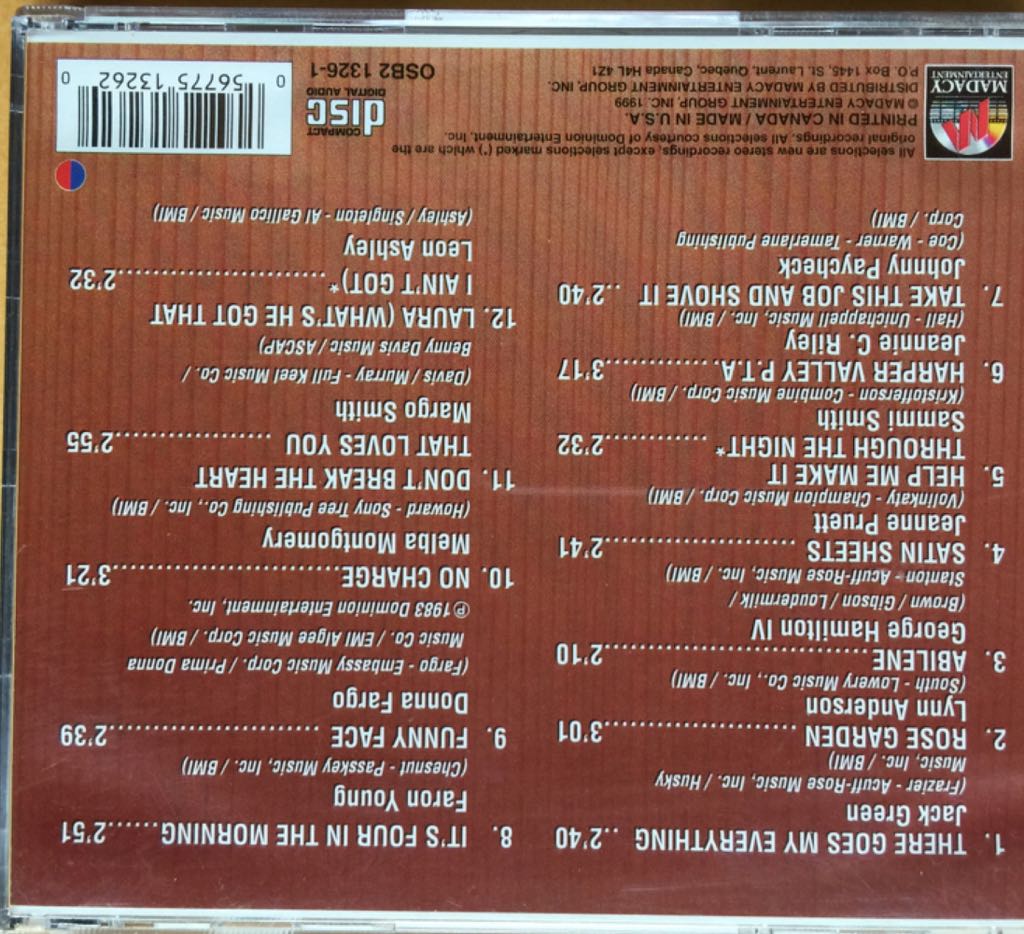 1. THERE GOES MY EVERYTHING ..2'40
Jack Green
(Frazier - Acuff-Rose Music, Inc. / Husky
Music, Inc. / BMI)
2. ROSE GARDEN ......................3'01
Lynn Anderson
(South - Lowery Music Co., Inc. / BMI)
3. ABILENE ..............................2'10
George Hamilton IV
(Brown / Gibson / Loudermilk /
Stanton - Acuff-Rose Music, Inc. / BMI)
4. SATIN SHEETS ......................2'41
Jeanne Pruett
(Volinkaty - Champion Music Corp. / BMI)
5. HELP ME MAKE IT
THROUGH THE NIGHT* ............2'32
Sammi Smith
(Kristofferson - Combine Music Corp. / BMI)
6. HARPER VALLEY P.T.A. ............3'17
Jeannie C. Riley
(Hall - Unichappell Music, Inc. / BMI)
7. TAKE THIS JOB AND SHOVE IT ..2'40
Johnny Paycheck
(Coe - Warner - Tamerlane Publishing
Corp. / BMI)
8. IT'S FOUR IN THE MORNING........2'51
Faron Young
(Chesnut - Passkey Music, Inc. / BMI)
9. FUNNY FACE ......................2'39
Donna Fargo
(Fargo - Embassy Music Corp. / Prima Donna
Music Co. / EMI Algee Music Corp / BMI)
℗1983 Dominion Entertainment, Inc.
10. NO CHARGE..........................3'21
Melba Montgomery
(Howard - Sony Tree Publishing Co., Inc. / BMI)
11. DON'T BREAK THE HEART
THAT LOVES YOU ..................2'55
Margo Smith
(Davis / Murray - Full Keel Music Co. /
Benny Davis Music / ASCAP)
12. LAURA (WHAT'S HE GOT THAT
I AIN'T GOT)*........................2'32
Leon Ashley
(Ashley / Singleton - Al Gallico Music / BMI)
All selections are new stereo recordings, except selections marked (*) which are the
original recordings. All selections courtesy of Dominion Entertainment, Inc.
PRINTED IN CANADA / MADE IN U.S.A.
℗ MADACY ENTERTAINMENT GROUP, INC. 1999
DISTRIBUTED BY MADACY ENTERTAINMENT GROUP, INC.
P.O. Box 1445, St. Laurent, Quebec, Canada H4L 4Z1
MADACY
ENTERTAINMENT
COMPACT
disc
DIGITAL AUDIO
OSB2 1326-1
0 56775 13262 0